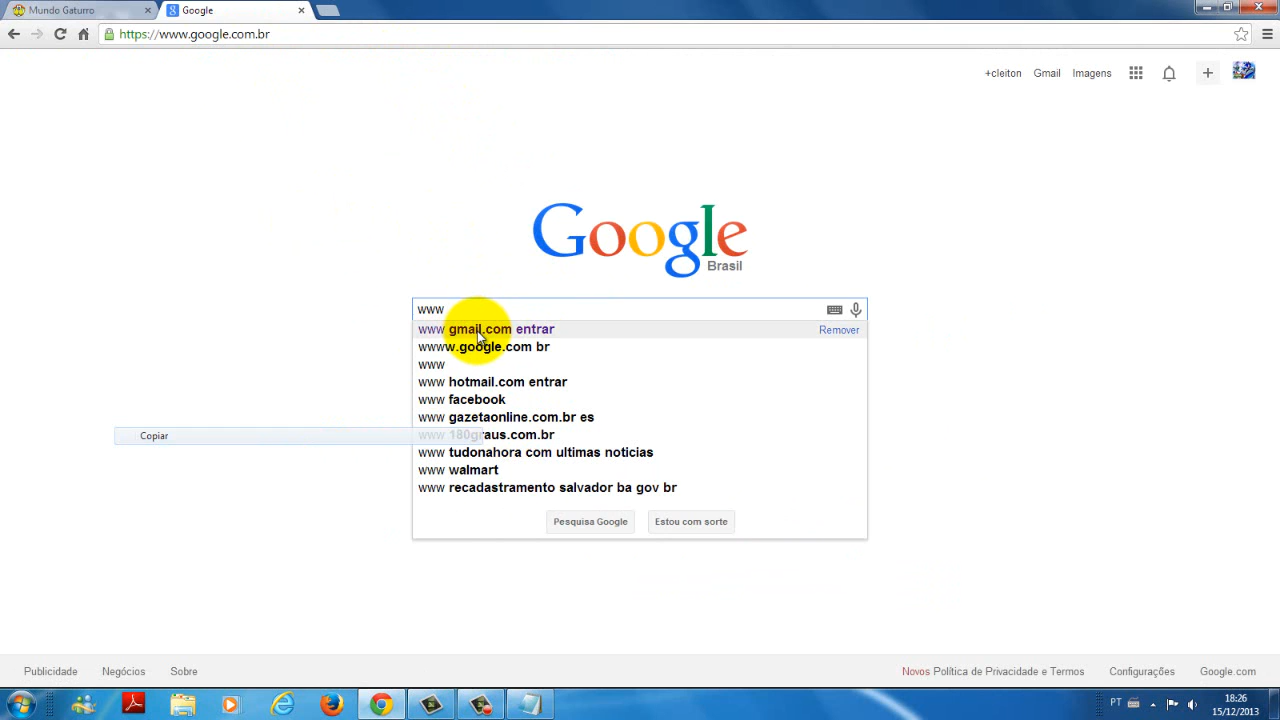 Mundo Gaturro
Google
https://www.google.com.br
+cleiton Gmail Imagens
Google
Brasil
www
www gmail.com entrar Remover
wwww.google.com br
www
www hotmail.com entrar
www facebook
www gazetaonline.com.br es
Copiar
www 180graus.com.br
www tudonahora com ultimas noticias
www walmart
www recadastramento salvador ba gov br
Pesquisa Google Estou com sorte
Publicidade Negócios Sobre Novos Política de Privacidade e Termos Configurações Google.com
PT 18:26
15/12/2013